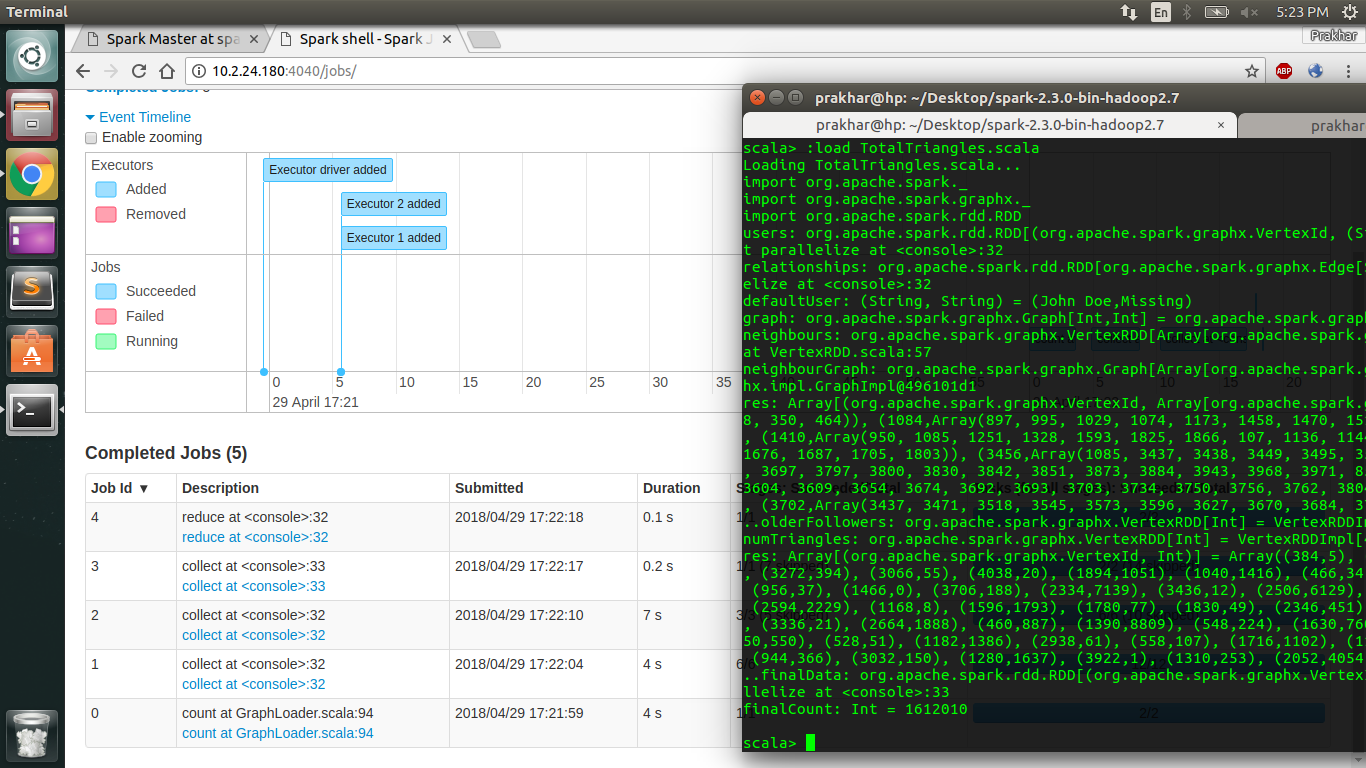 Terminal
En
5:23 PM
Spark Master at spa
Spark shell - Spark J
Prakhar
10.2.24.180:4040/jobs/
ABP
Event Timeline
Enable zooming
Executors
Added
Removed
Executor driver added
Executor 2 added
Executor 1 added
Jobs
Succeeded
Failed
Running
0 5 10 15 20 25 30 35
29 April 17:21
Completed Jobs (5)
Job Id ▼ Description Submitted Duration
4 reduce at <console>:32 2018/04/29 17:22:18 0.1 s
reduce at <console>:32
3 collect at <console>:33 2018/04/29 17:22:17 0.2 s
collect at <console>:33
2 collect at <console>:32 2018/04/29 17:22:10 7 s
collect at <console>:32
1 collect at <console>:32 2018/04/29 17:22:04 4 s
collect at <console>:32
0 count at GraphLoader.scala:94 2018/04/29 17:21:59 4 s
count at GraphLoader.scala:94
prakhar@hp: ~/Desktop/spark-2.3.0-bin-hadoop2.7
prakhar@hp: ~/Desktop/spark-2.3.0-bin-hadoop2.7 × prakhar
scala> :load TotalTriangles.scala
Loading TotalTriangles.scala...
import org.apache.spark._
import org.apache.spark.graphx._
import org.apache.spark.rdd.RDD
users: org.apache.spark.rdd.RDD[(org.apache.spark.graphx.VertexId, (St
t parallelize at <console>:32
relationships: org.apache.spark.rdd.RDD[org.apache.spark.graphx.Edge[S
elize at <console>:32
defaultUser: (String, String) = (John Doe,Missing)
graph: org.apache.spark.graphx.Graph[Int,Int] = org.apache.spark.graph
neighbours: org.apache.spark.graphx.VertexRDD[Array[org.apache.spark.g
at VertexRDD.scala:57
neighbourGraph: org.apache.spark.graphx.Graph[Array[org.apache.spark.g
hx.impl.GraphImpl@496101d1
res: Array[(org.apache.spark.graphx.VertexId, Array[org.apache.spark.g
8, 350, 464)), (1084,Array(897, 995, 1029, 1074, 1173, 1458, 1470, 15
, (1410,Array(950, 1085, 1251, 1328, 1593, 1825, 1866, 107, 1136, 114
1676, 1687, 1705, 1803)), (3456,Array(1085, 3437, 3438, 3449, 3495, 3
, 3697, 3797, 3800, 3830, 3842, 3851, 3873, 3884, 3943, 3968, 3971, 8
3604, 3609, 3654, 3674, 3692, 3693, 3703, 3734, 3750, 3756, 3762, 380
, (3702,Array(3437, 3471, 3518, 3545, 3573, 3596, 3627, 3670, 3684, 37
..olderFollowers: org.apache.spark.graphx.VertexRDD[Int] = VertexRDDIm
numTriangles: org.apache.spark.graphx.VertexRDD[Int] = VertexRDDImpl[
res: Array[(org.apache.spark.graphx.VertexId, Int)] = Array((384,5),
, (3272,394), (3066,55), (4038,20), (1894,1051), (1040,1416), (466,34
(956,37), (1466,0), (3706,188), (2334,7139), (3436,12), (2506,6129),
(2594,2229), (1168,8), (1596,1793), (1780,77), (1830,49), (2346,451)
, (3336,21), (2664,1888), (460,887), (1390,8809), (548,224), (1630,760
50,550), (528,51), (1182,1386), (2938,61), (558,107), (1716,1102), (1
(944,366), (3032,150), (1280,1637), (3922,1), (1310,253), (2052,4054
..finalData: org.apache.spark.rdd.RDD[(org.apache.spark.graphx.Vertex
llelize at <console>:33
finalCount: Int = 1612010
2/2
scala>